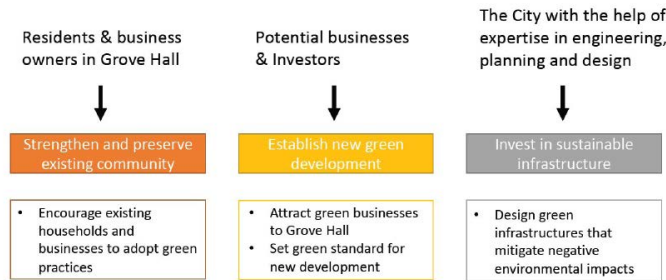 Residents & business
owners in Grove Hall
Strengthen and preserve
existing community
• Encourage existing
households and
businesses to adopt green
practices
Potential businesses
& Investors
Establish new green
development
• Attract green businesses
to Grove Hall
• Set green standard for
new development
The City with the help of
expertise in engineering,
planning and design
Invest in sustainable
infrastructure
• Design green
infrastructures that
mitigate negative
environmental impacts